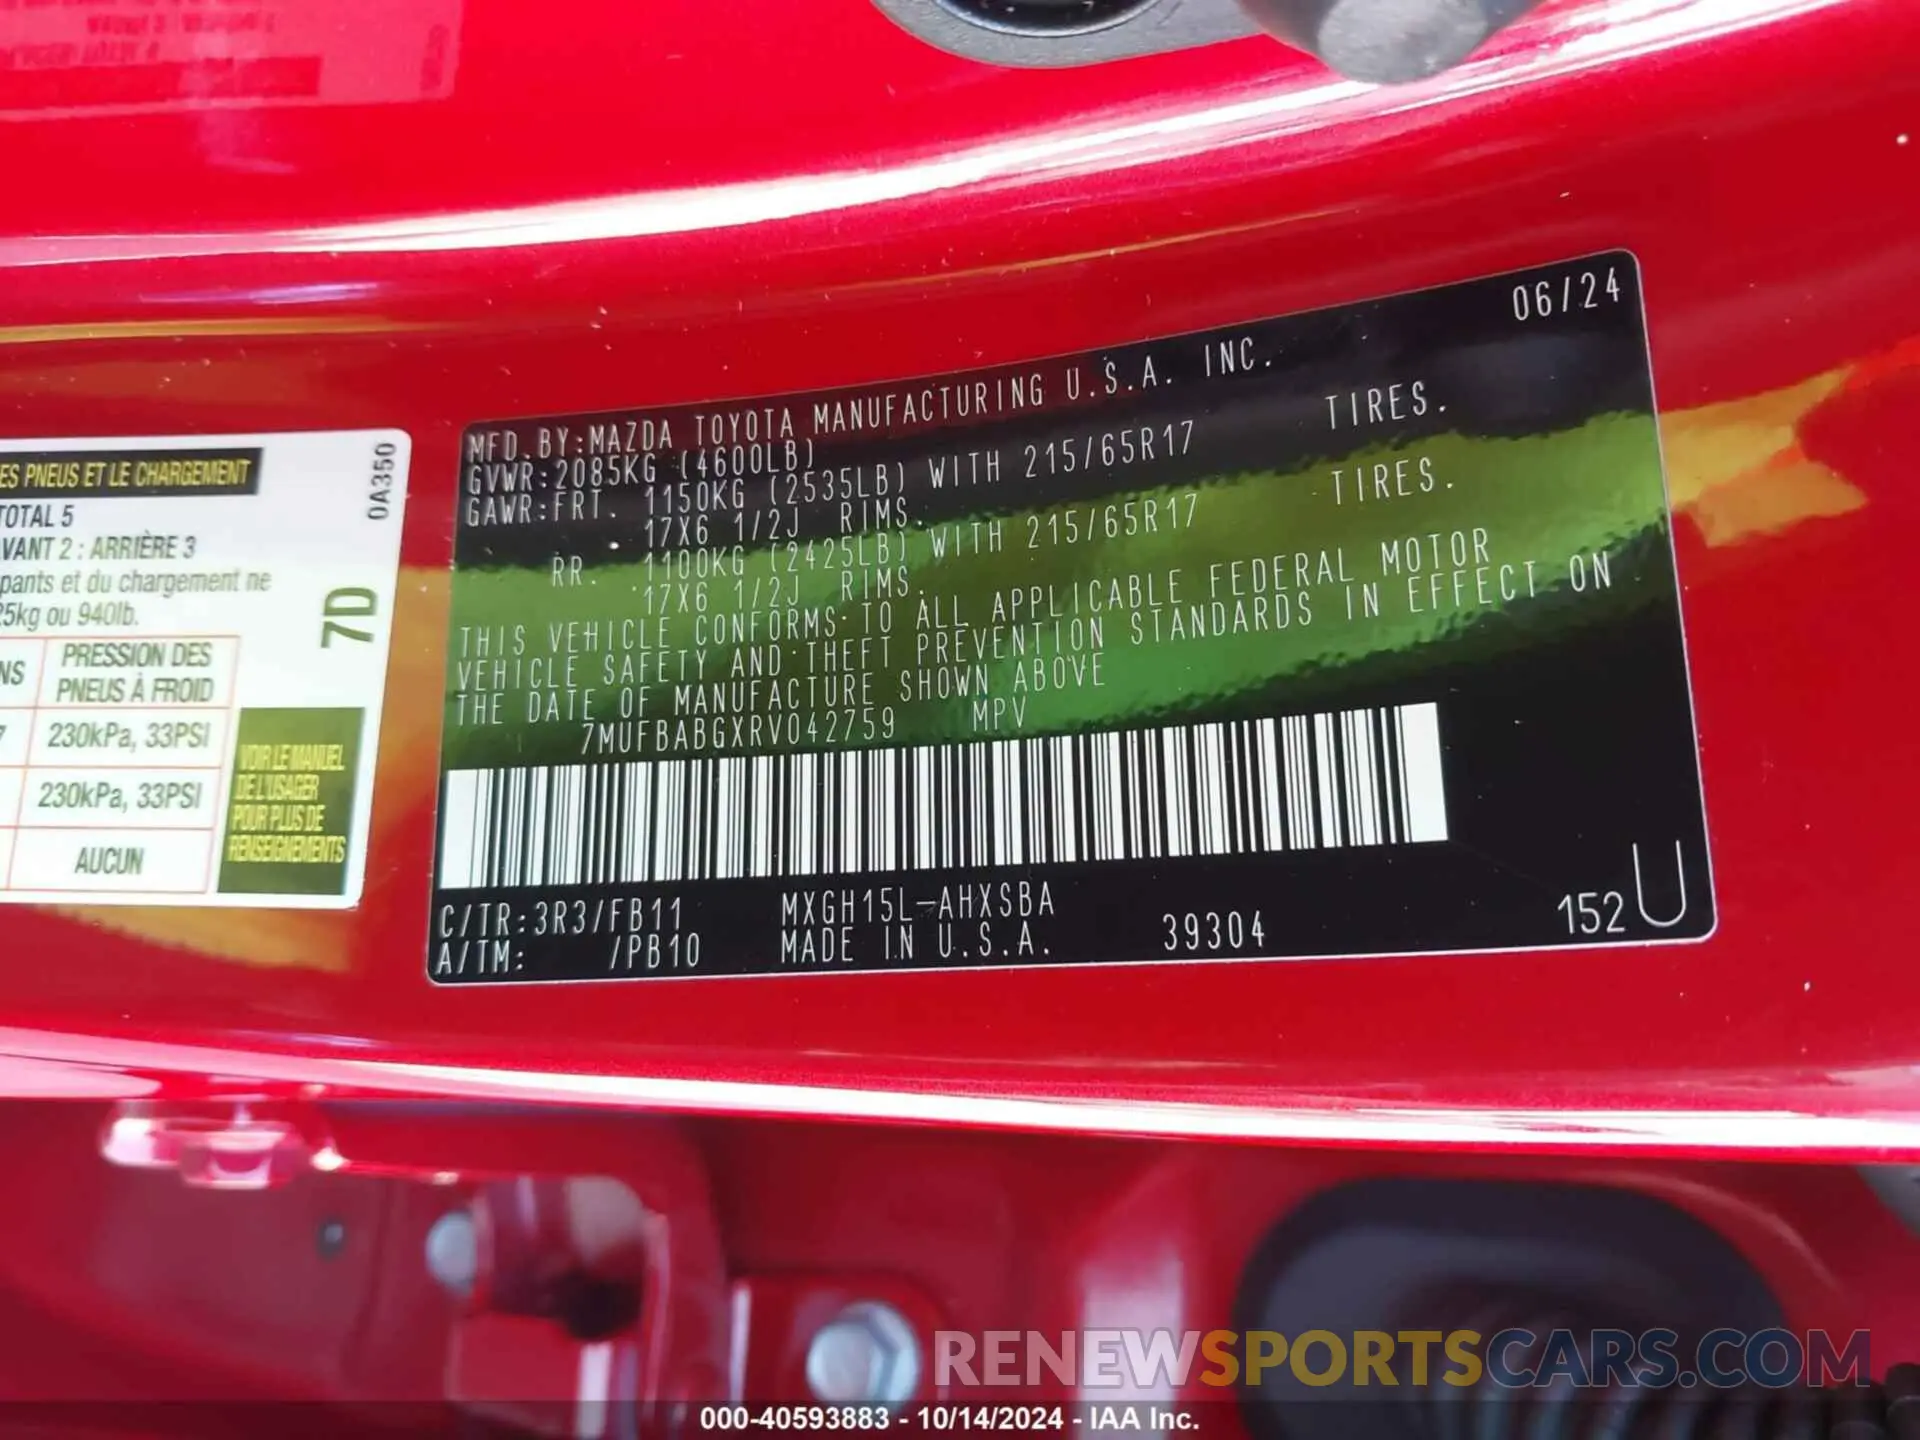 06/24
MFD.BY:MAZDA TOYOTA MANUFACTURING U.S.A. INC.
GVWR:2085KG (4600LB)
GAWR:FRT. 1150KG (2535LB) WITH 215/65R17 TIRES.
17X6 1/2J RIMS.
RR. 1100KG (2425LB) WITH 215/65R17 TIRES.
17X6 1/2J RIMS.
THIS VEHICLE CONFORMS TO ALL APPLICABLE FEDERAL MOTOR
VEHICLE SAFETY AND THEFT PREVENTION STANDARDS IN EFFECT ON
THE DATE OF MANUFACTURE SHOWN ABOVE
7MUFBABGXRV042759 MPV
C/TR:3R3/FB11 MXGH15L-AHXSBA
A/TM: /PB10 MADE IN U.S.A. 39304 152U
ES PNEUS ET LE CHARGEMENT
0A350
TOTAL 5
AVANT 2 : ARRIÈRE 3
pants et du chargement ne
5kg ou 940lb.
7D
NS PRESSION DES
PNEUS À FROID
7 230kPa, 33PSI
230kPa, 33PSI
AUCUN
VOIR LE MANUEL
DE L'USAGER
POUR PLUS DE
RENSEIGNEMENTS
RENEWSPORTSCARS.COM
000-40593883 - 10/14/2024 - IAA Inc.